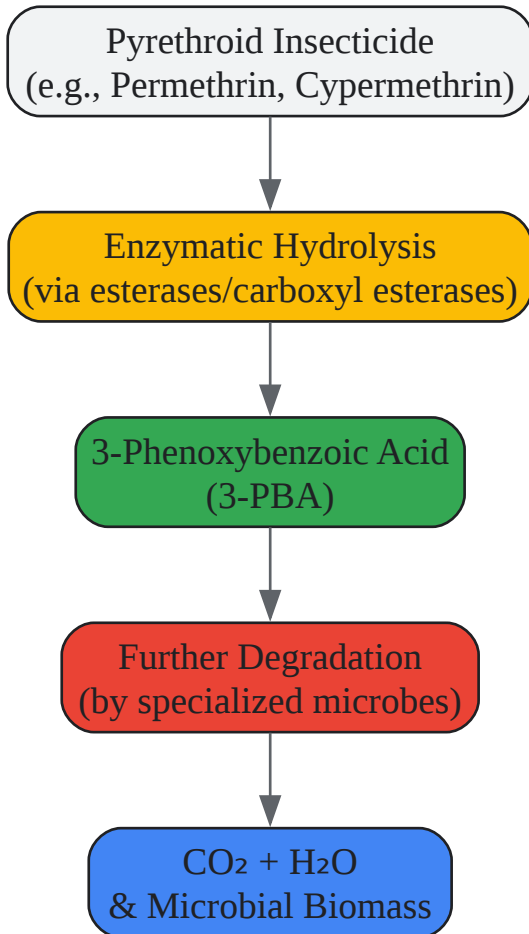 Pyrethroid Insecticide
(e.g., Permethrin, Cypermethrin)
Enzymatic Hydrolysis
(via esterases/carboxyl esterases)
3-Phenoxybenzoic Acid
(3-PBA)
Further Degradation
(by specialized microbes)
CO₂ + H₂O
& Microbial Biomass